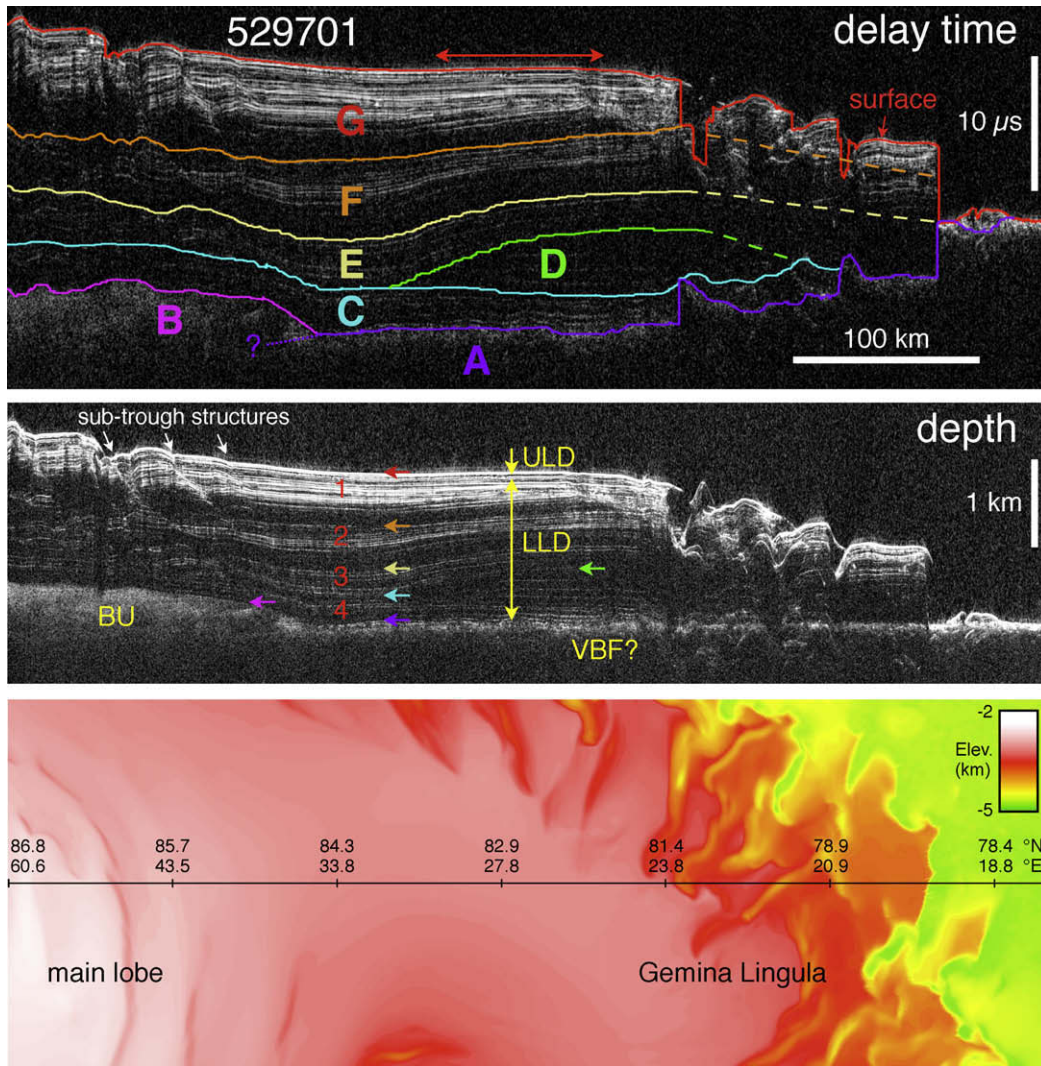 529701
delay time
G
surface
10 µs
F
E
D
C
B
?
A
100 km
sub-trough structures
depth
ULD
1
1 km
2
LLD
3
4
BU
VBF?
-2
Elev.
(km)
-5
86.8 85.7 84.3 82.9 81.4 78.9 78.4 °N
60.6 43.5 33.8 27.8 23.8 20.9 18.8 °E
main lobe
Gemina Lingula